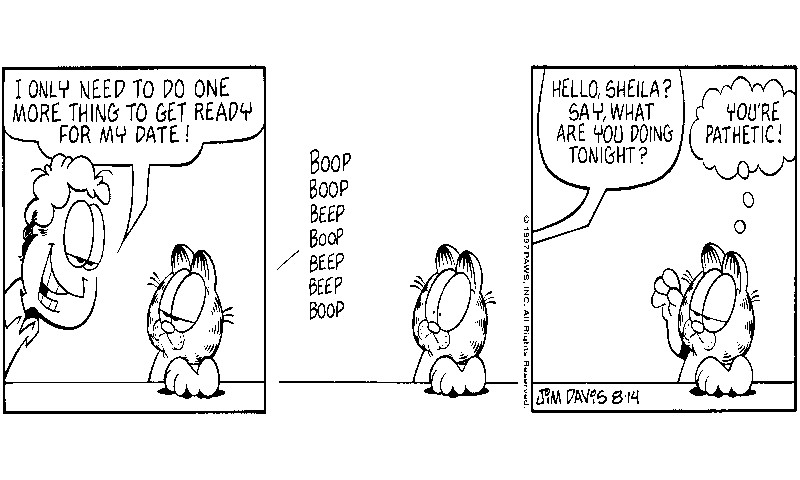 I ONLY NEED TO DO ONE
MORE THING TO GET READY
FOR MY DATE!
BOOP
BOOP
BEEP
BOOP
BEEP
BEEP
BOOP
HELLO, SHEILA?
SAY, WHAT
ARE YOU DOING
TONIGHT?
YOU'RE
PATHETIC!
© 1997 PAWS, INC. All Rights Reserved.
JIM DAVIS 8·14